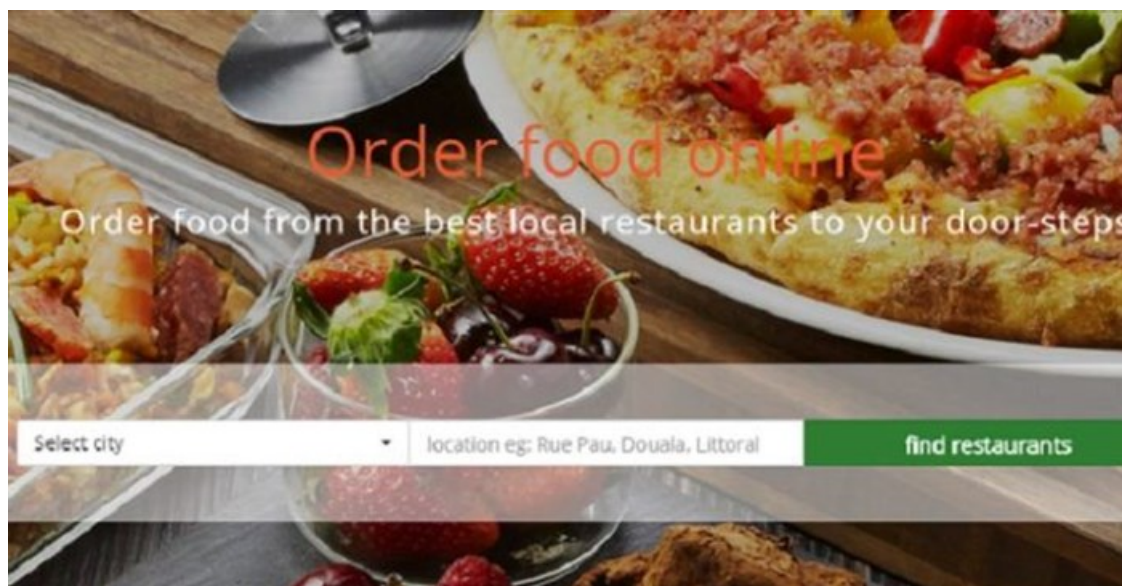 Order food online
Order food from the best local restaurants to your door-steps
Select city
location eg: Rue Pau, Douala, Littoral
find restaurants